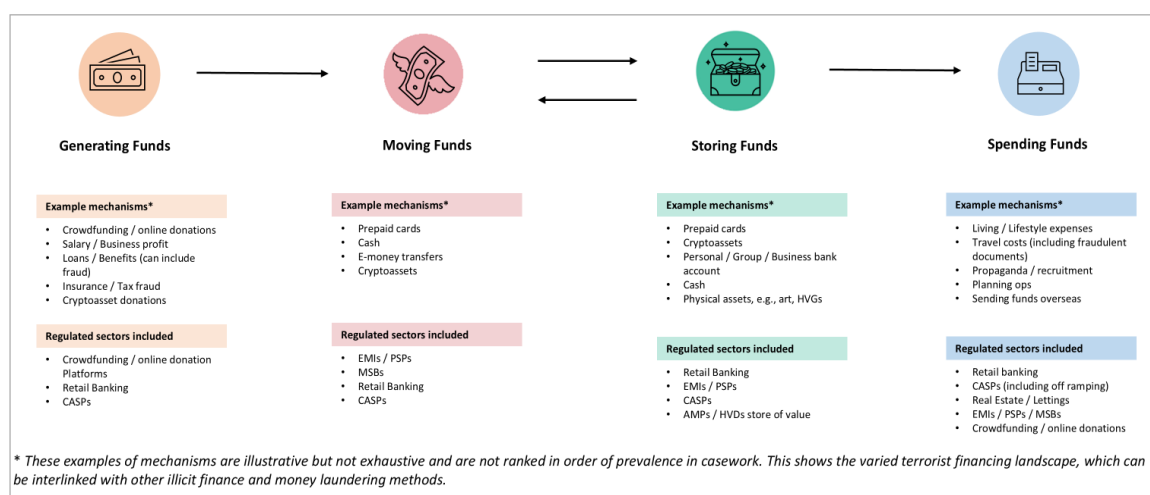 Generating Funds
Moving Funds
Storing Funds
Spending Funds
Example mechanisms*
• Crowdfunding / online donations
• Salary / Business profit
• Loans / Benefits (can include
fraud)
• Insurance / Tax fraud
• Cryptoasset donations
Regulated sectors included
• Crowdfunding / online donation
Platforms
• Retail Banking
• CASPs
Example mechanisms*
• Prepaid cards
• Cash
• E-money transfers
• Cryptoassets
Regulated sectors included
• EMIs / PSPs
• MSBs
• Retail Banking
• CASPs
Example mechanisms*
• Prepaid cards
• Cryptoassets
• Personal / Group / Business bank
account
• Cash
• Physical assets, e.g., art, HVGs
Regulated sectors included
• Retail Banking
• EMIs / PSPs
• CASPs
• AMPs / HVDs store of value
Example mechanisms*
• Living / Lifestyle expenses
• Travel costs (including fraudulent
documents)
• Propaganda / recruitment
• Planning ops
• Sending funds overseas
Regulated sectors included
• Retail banking
• CASPs (including off ramping)
• Real Estate / Lettings
• EMIs / PSPs / MSBs
• Crowdfunding / online donations
* These examples of mechanisms are illustrative but not exhaustive and are not ranked in order of prevalence in casework. This shows the varied terrorist financing landscape, which can
be interlinked with other illicit finance and money laundering methods.